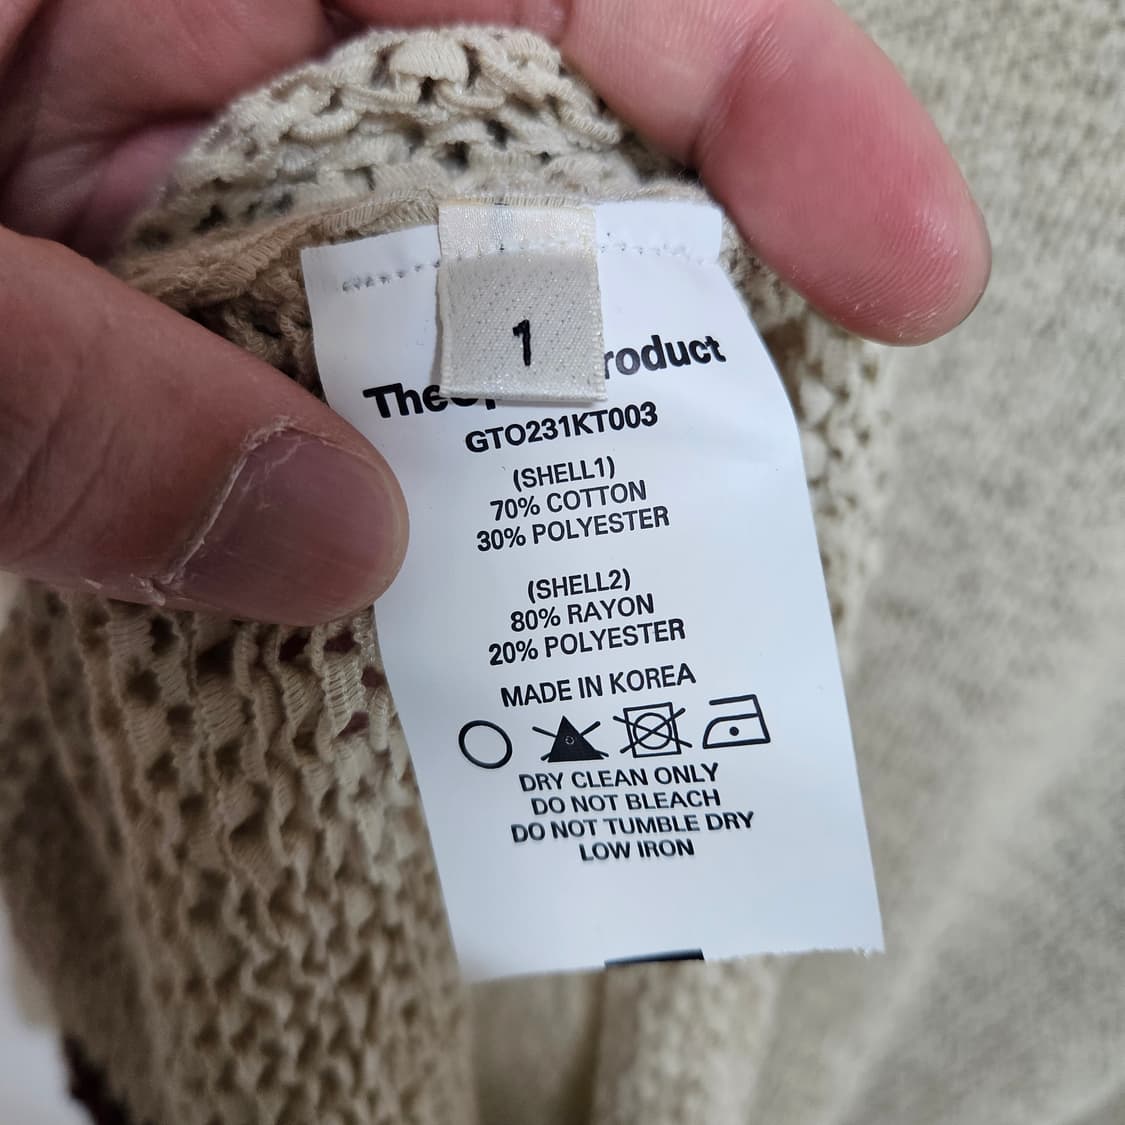 1
The roduct
GTO231KT003
(SHELL1)
70% COTTON
30% POLYESTER
(SHELL2)
80% RAYON
20% POLYESTER
MADE IN KOREA
DRY CLEAN ONLY
DO NOT BLEACH
DO NOT TUMBLE DRY
LOW IRON